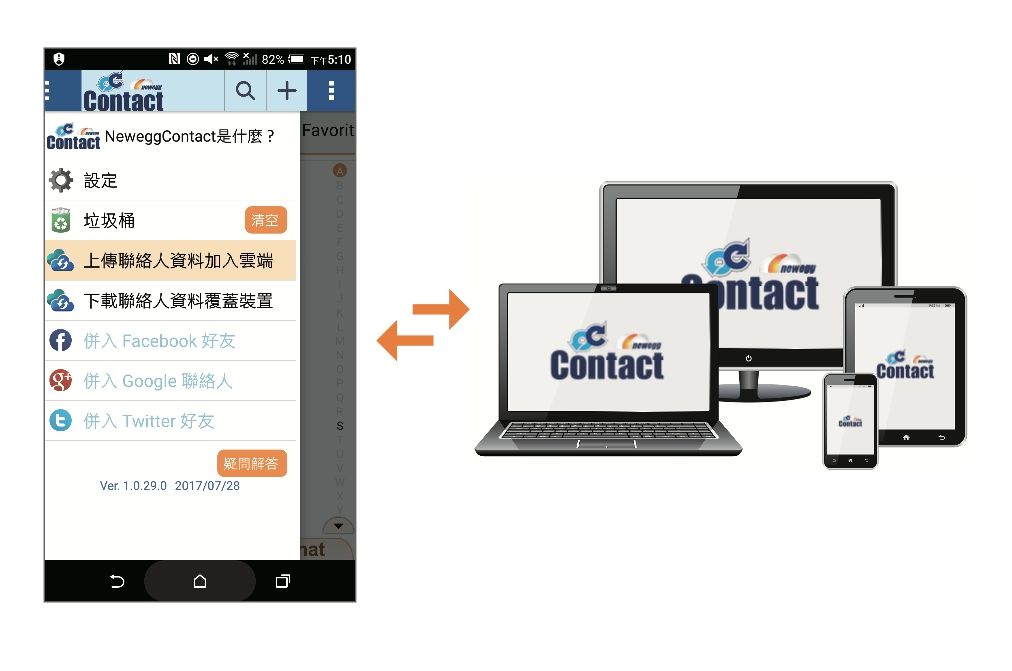 82% 下午5:10
newegg
Contact
Contact NeweggContact是什麼？
Favorit
設定
垃圾桶
清空
上傳聯絡人資料加入雲端
下載聯絡人資料覆蓋裝置
併入 Facebook 好友
併入 Google 聯絡人
併入 Twitter 好友
疑問解答
Ver. 1.0.29.0 2017/07/28
A
B
C
D
E
F
G
H
I
J
K
L
M
N
O
P
Q
R
S
T
U
V
W
X
Y
hat
newegg
ontact
newegg
Contact
Contact
Contact